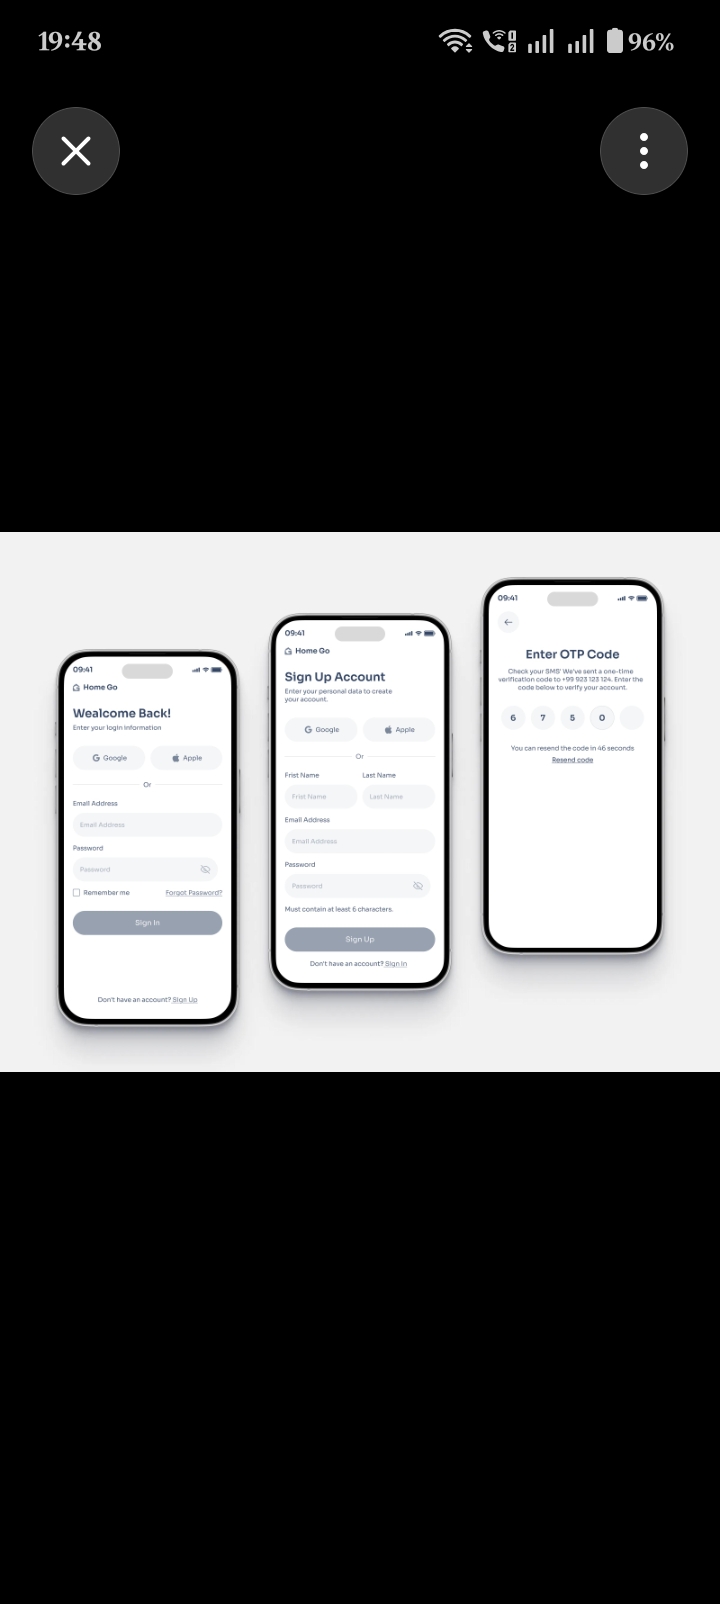 19:48
96%
09:41
Home Go
Wealcome Back!
Enter your login information
Google
Apple
Or
Email Address
Email Address
Password
Password
Remember me
Forgot Password?
Sign In
Don't have an account? Sign Up
09:41
Home Go
Sign Up Account
Enter your personal data to create
your account.
Google
Apple
Or
Frist Name
Last Name
Frist Name
Last Name
Email Address
Email Address
Password
Password
Must contain at least 6 characters.
Sign Up
Don't have an account? Sign In
09:41
Enter OTP Code
Check your SMS' We've sent a one-time
verification code to +99 923 123 124. Enter the
code below to verify your account.
6 7 5 0
You can resend the code in 46 seconds
Resend code